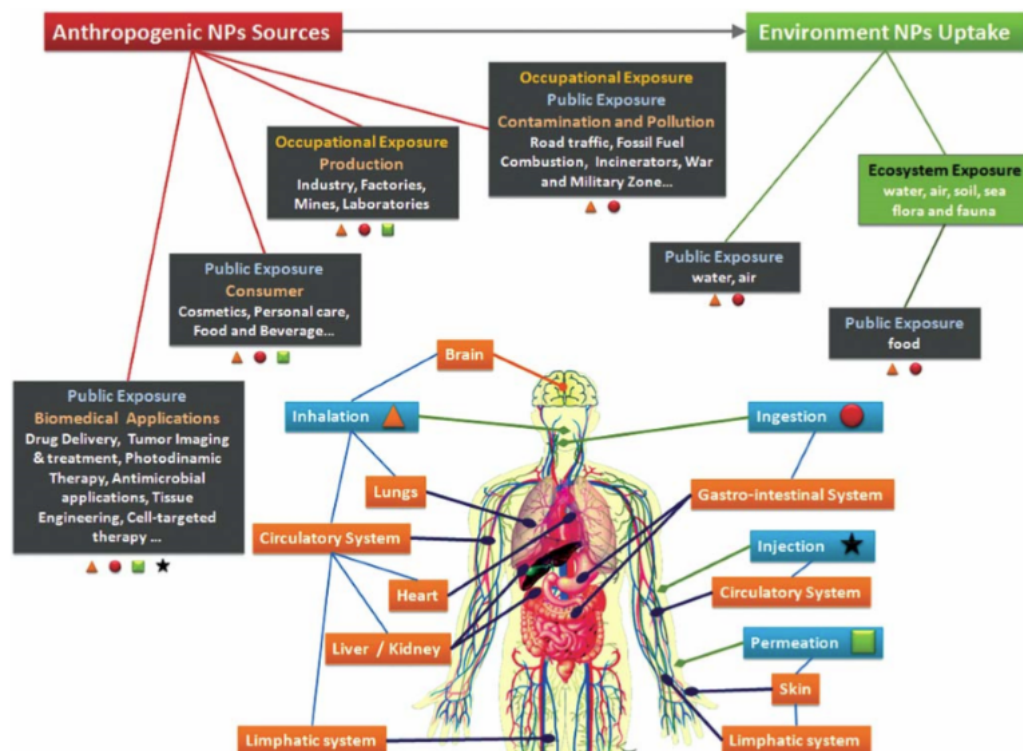 Anthropogenic NPs Sources
Environment NPs Uptake
Occupational Exposure
Public Exposure
Contamination and Pollution
Road traffic, Fossil Fuel
Combustion, Incinerators, War
and Military Zone...
Occupational Exposure
Production
Industry, Factories,
Mines, Laboratories
Ecosystem Exposure
water, air, soil, sea
flora and fauna
Public Exposure
water, air
Public Exposure
Consumer
Cosmetics, Personal care,
Food and Beverage...
Public Exposure
food
Public Exposure
Biomedical Applications
Drug Delivery, Tumor Imaging
& treatment, Photodinamic
Therapy, Antimicrobial
applications, Tissue
Engineering, Cell-targeted
therapy ...
Brain
Inhalation
Ingestion
Lungs
Gastro-intestinal System
Circulatory System
Injection
Heart
Circulatory System
Liver / Kidney
Permeation
Skin
Limphatic system
Limphatic system